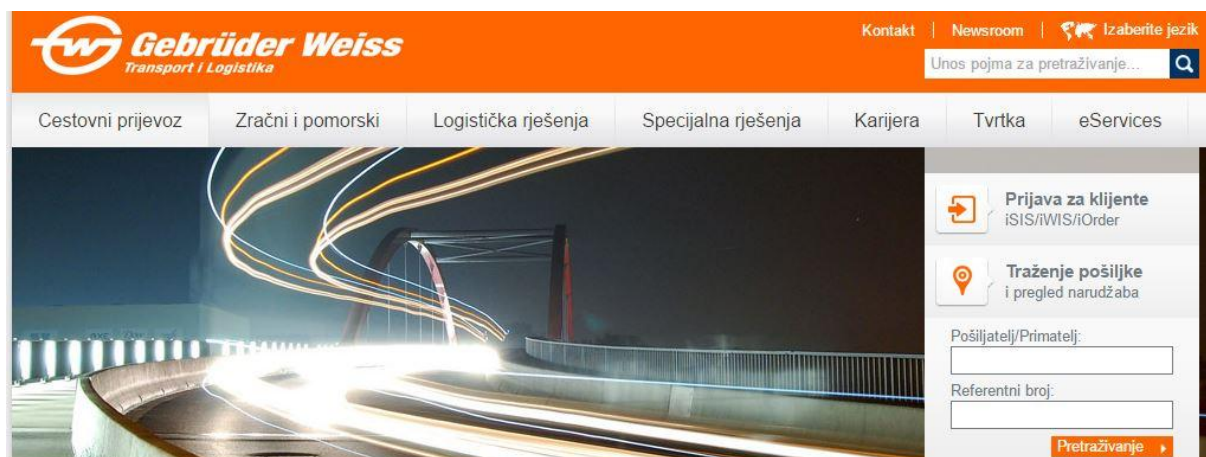 Kontakt | Newsroom | Izaberite jezik
GW Gebrüder Weiss
Transport i Logistika
Unos pojma za pretraživanje...
Cestovni prijevoz Zračni i pomorski Logistička rješenja Specijalna rješenja Karijera Tvrtka eServices
Prijava za klijente
iSIS/iWIS/iOrder
Traženje pošiljke
i pregled narudžaba
Pošiljatelj/Primatelj:
Referentni broj:
Pretraživanje